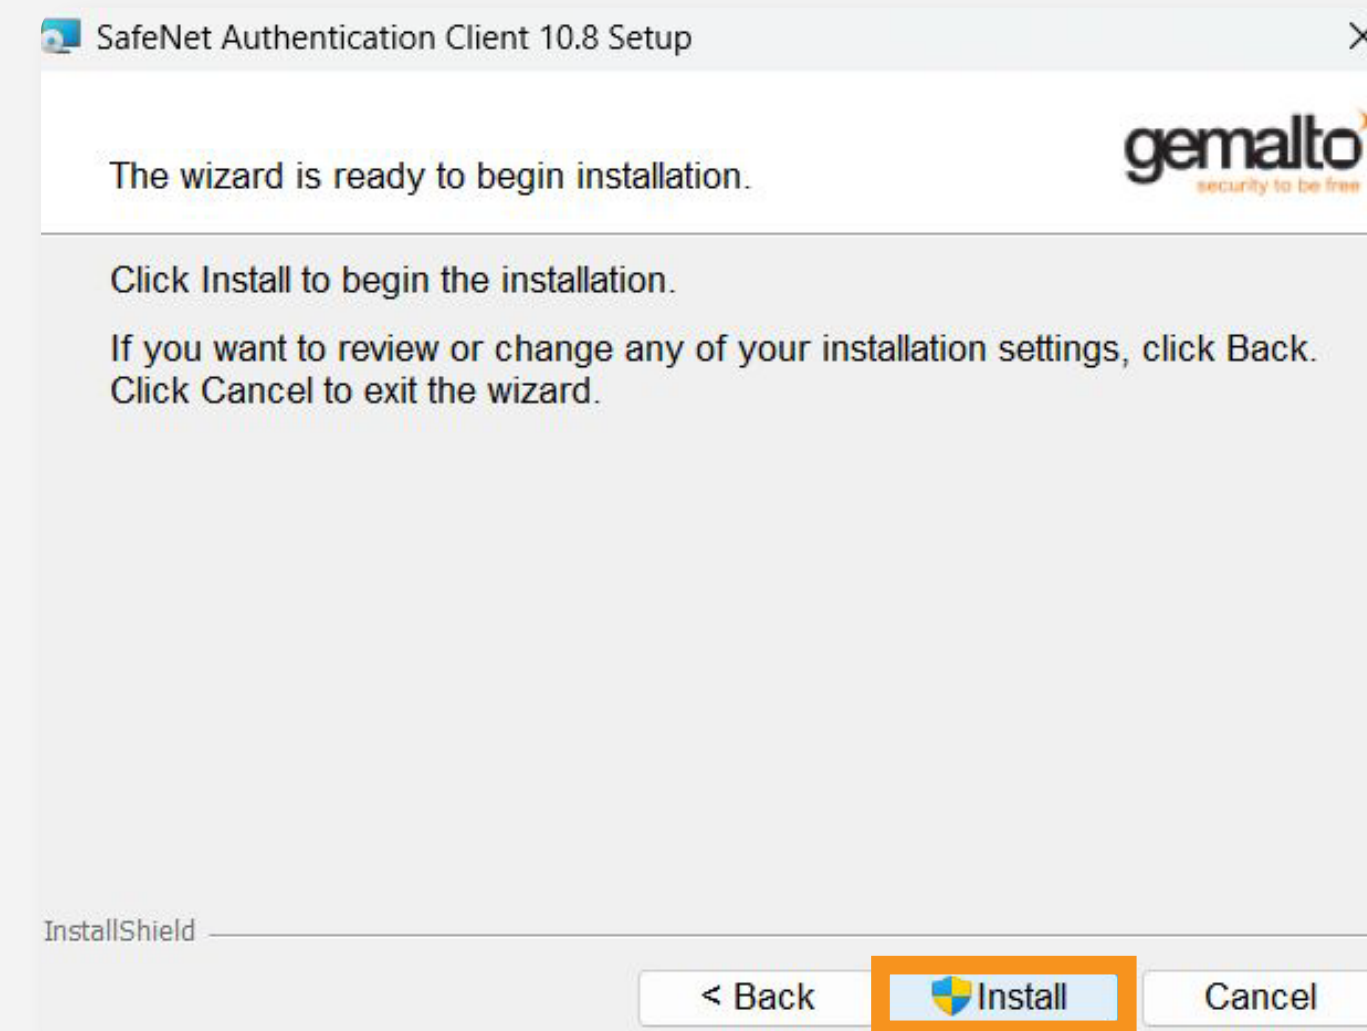 SafeNet Authentication Client 10.8 Setup
gemalto
security to be free
The wizard is ready to begin installation.
Click Install to begin the installation.
If you want to review or change any of your installation settings, click Back.
Click Cancel to exit the wizard.
InstallShield
< Back
Install
Cancel